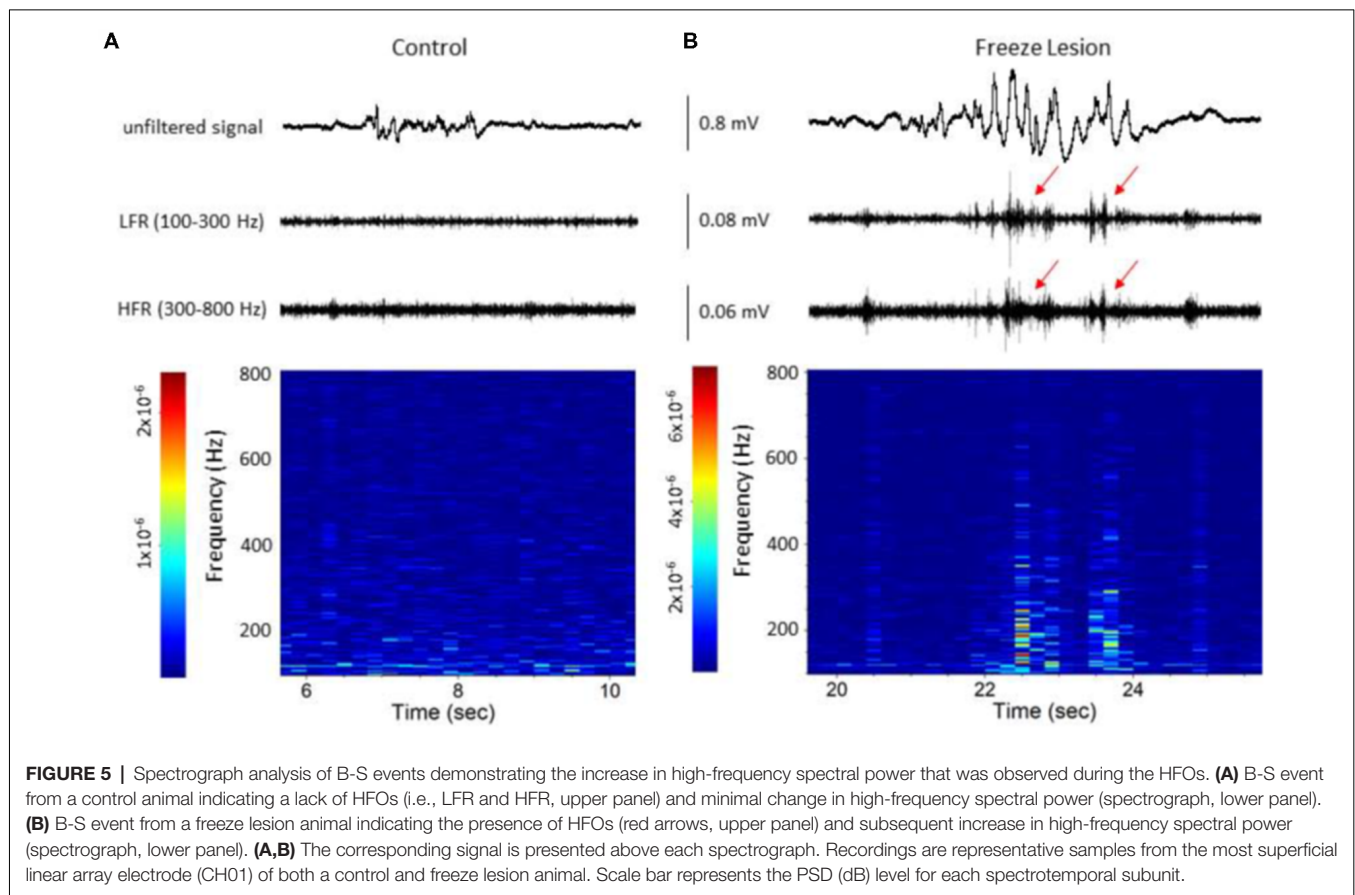 A
Control
B
Freeze Lesion
unfiltered signal
0.8 mV
LFR (100-300 Hz)
0.08 mV
HFR (300-800 Hz)
0.06 mV
2x10⁻⁶
1x10⁻⁶
Frequency (Hz)
800
600
400
200
6
8
10
Time (sec)
6x10⁻⁶
4x10⁻⁶
2x10⁻⁶
Frequency (Hz)
800
600
400
200
20
22
24
Time (sec)
FIGURE 5 | Spectrograph analysis of B-S events demonstrating the increase in high-frequency spectral power that was observed during the HFOs. (A) B-S event
from a control animal indicating a lack of HFOs (i.e., LFR and HFR, upper panel) and minimal change in high-frequency spectral power (spectrograph, lower panel).
(B) B-S event from a freeze lesion animal indicating the presence of HFOs (red arrows, upper panel) and subsequent increase in high-frequency spectral power
(spectrograph, lower panel). (A,B) The corresponding signal is presented above each spectrograph. Recordings are representative samples from the most superficial
linear array electrode (CH01) of both a control and freeze lesion animal. Scale bar represents the PSD (dB) level for each spectrotemporal subunit.